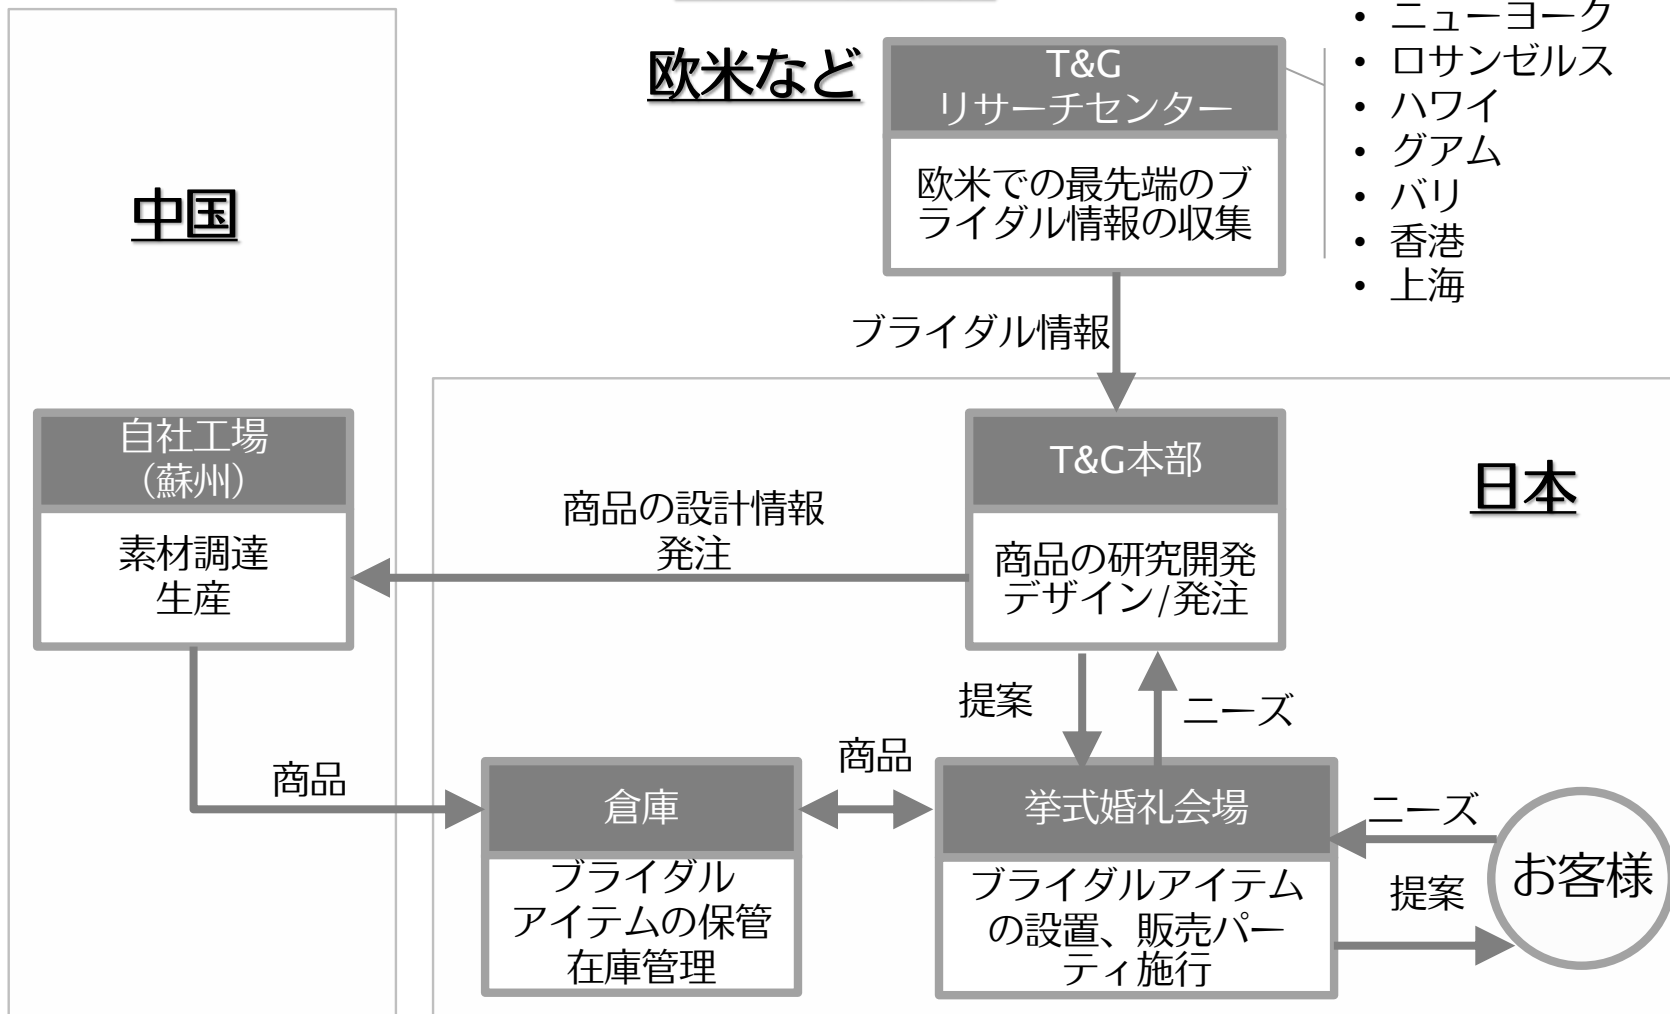 • ニューヨーク
• ロサンゼルス
• ハワイ
• グアム
• バリ
• 香港
• 上海
欧米など
T&G
リサーチセンター
欧米での最先端のブ
ライダル情報の収集
中国
ブライダル情報
自社工場
（蘇州）
素材調達
生産
商品の設計情報
発注
T&G本部
商品の研究開発
デザイン/発注
日本
提案
ニーズ
商品
商品
倉庫
ブライダル
アイテムの保管
在庫管理
挙式婚礼会場
ブライダルアイテム
の設置、販売パー
ティ施行
ニーズ
提案
お客様